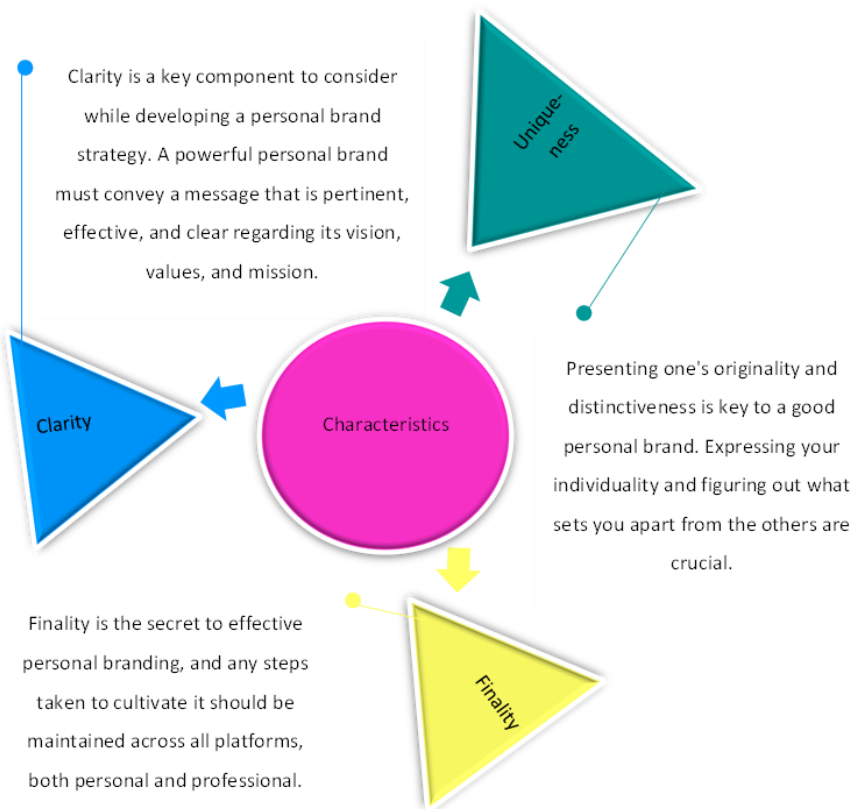 Clarity is a key component to consider
while developing a personal brand
strategy. A powerful personal brand
must convey a message that is pertinent,
effective, and clear regarding its vision,
values, and mission.
Unique-
ness
Clarity
Characteristics
Presenting one's originality and
distinctiveness is key to a good
personal brand. Expressing your
individuality and figuring out what
sets you apart from the others are
crucial.
Finality is the secret to effective
personal branding, and any steps
taken to cultivate it should be
maintained across all platforms,
both personal and professional.
Finality